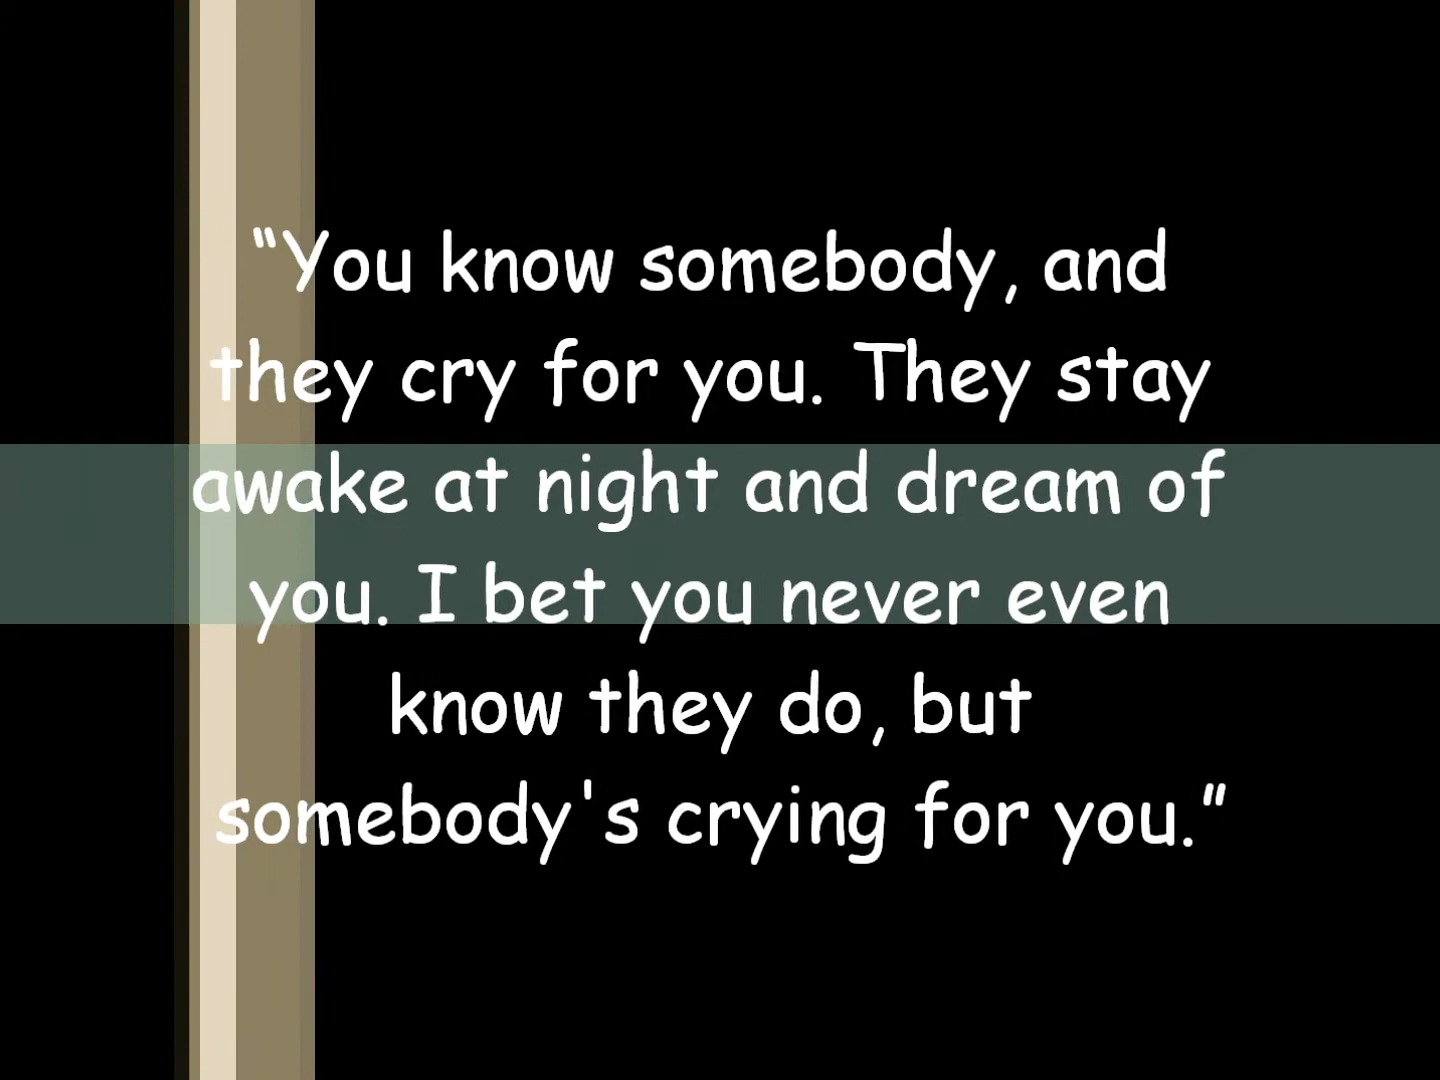 “You know somebody, and
they cry for you. They stay
awake at night and dream of
you. I bet you never even
know they do, but
somebody's crying for you.”